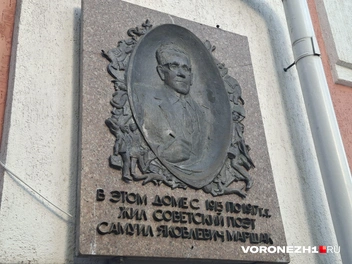 В ЭТОМ ДОМЕ С 1915 ПО 1917 г.г.
ЖИЛ СОВЕТСКИЙ ПОЭТ
САМУИЛ ЯКОВЛЕВИЧ МАРШАК
VORONEZH1.RU